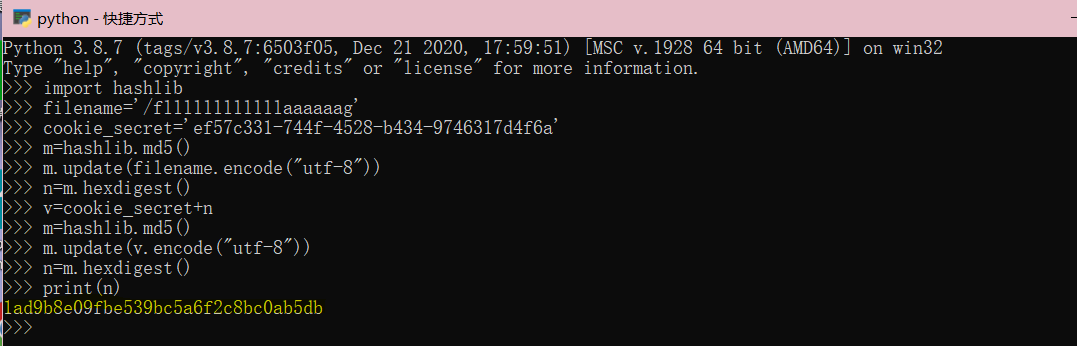 python - 快捷方式
Python 3.8.7 (tags/v3.8.7:6503f05, Dec 21 2020, 17:59:51) [MSC v.1928 64 bit (AMD64)] on win32
Type "help", "copyright", "credits" or "license" for more information.
>>> import hashlib
>>> filename='/fllllllllllllaaaaaag'
>>> cookie_secret='ef57c331-744f-4528-b434-9746317d4f6a'
>>> m=hashlib.md5()
>>> m.update(filename.encode("utf-8"))
>>> n=m.hexdigest()
>>> v=cookie_secret+n
>>> m=hashlib.md5()
>>> m.update(v.encode("utf-8"))
>>> n=m.hexdigest()
>>> print(n)
1ad9b8e09fbe539bc5a6f2c8bc0ab5db
>>>